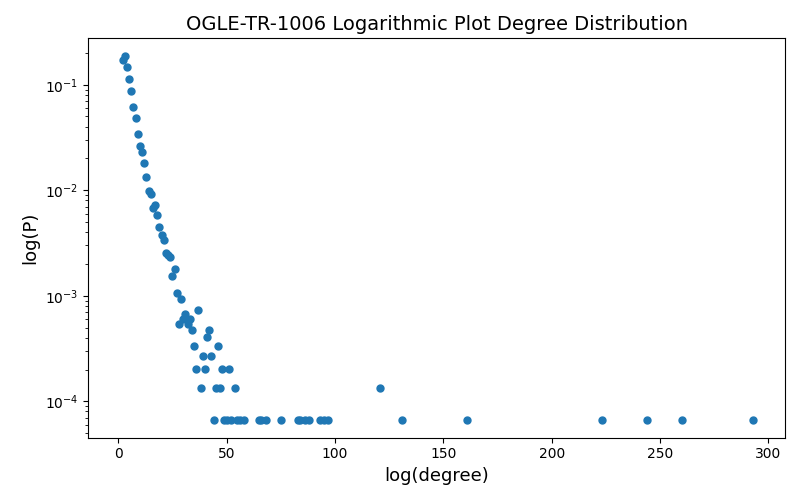 OGLE-TR-1006 Logarithmic Plot Degree Distribution
log(P)
10⁻¹
10⁻²
10⁻³
10⁻⁴
0 50 100 150 200 250 300
log(degree)